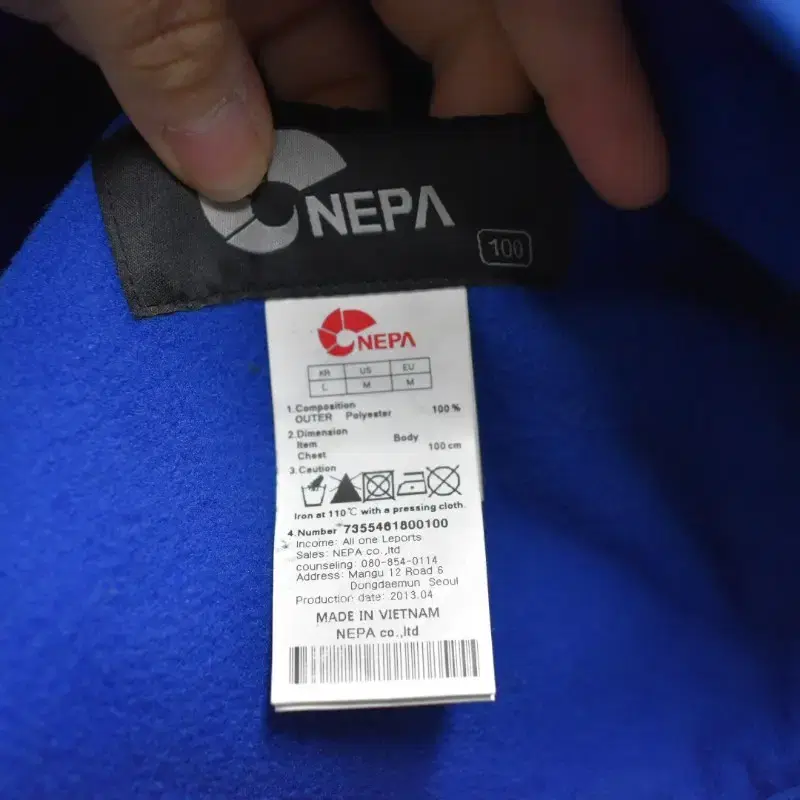 NEPA
100
NEPA
KR US EU
L M M
1.Composition
OUTER Polyester 100%
2.Dimension
Item Body
Chest 100 cm
3.Caution
Iron at 110℃ with a pressing cloth.
4.Number 7355461800100
Income: All one Leports
Sales: NEPA co.,ltd
counseling: 080-854-0114
Address: Mangu 12 Road 6
Dongdaemun Seoul
Production date: 2013.04
MADE IN VIETNAM
NEPA co.,ltd